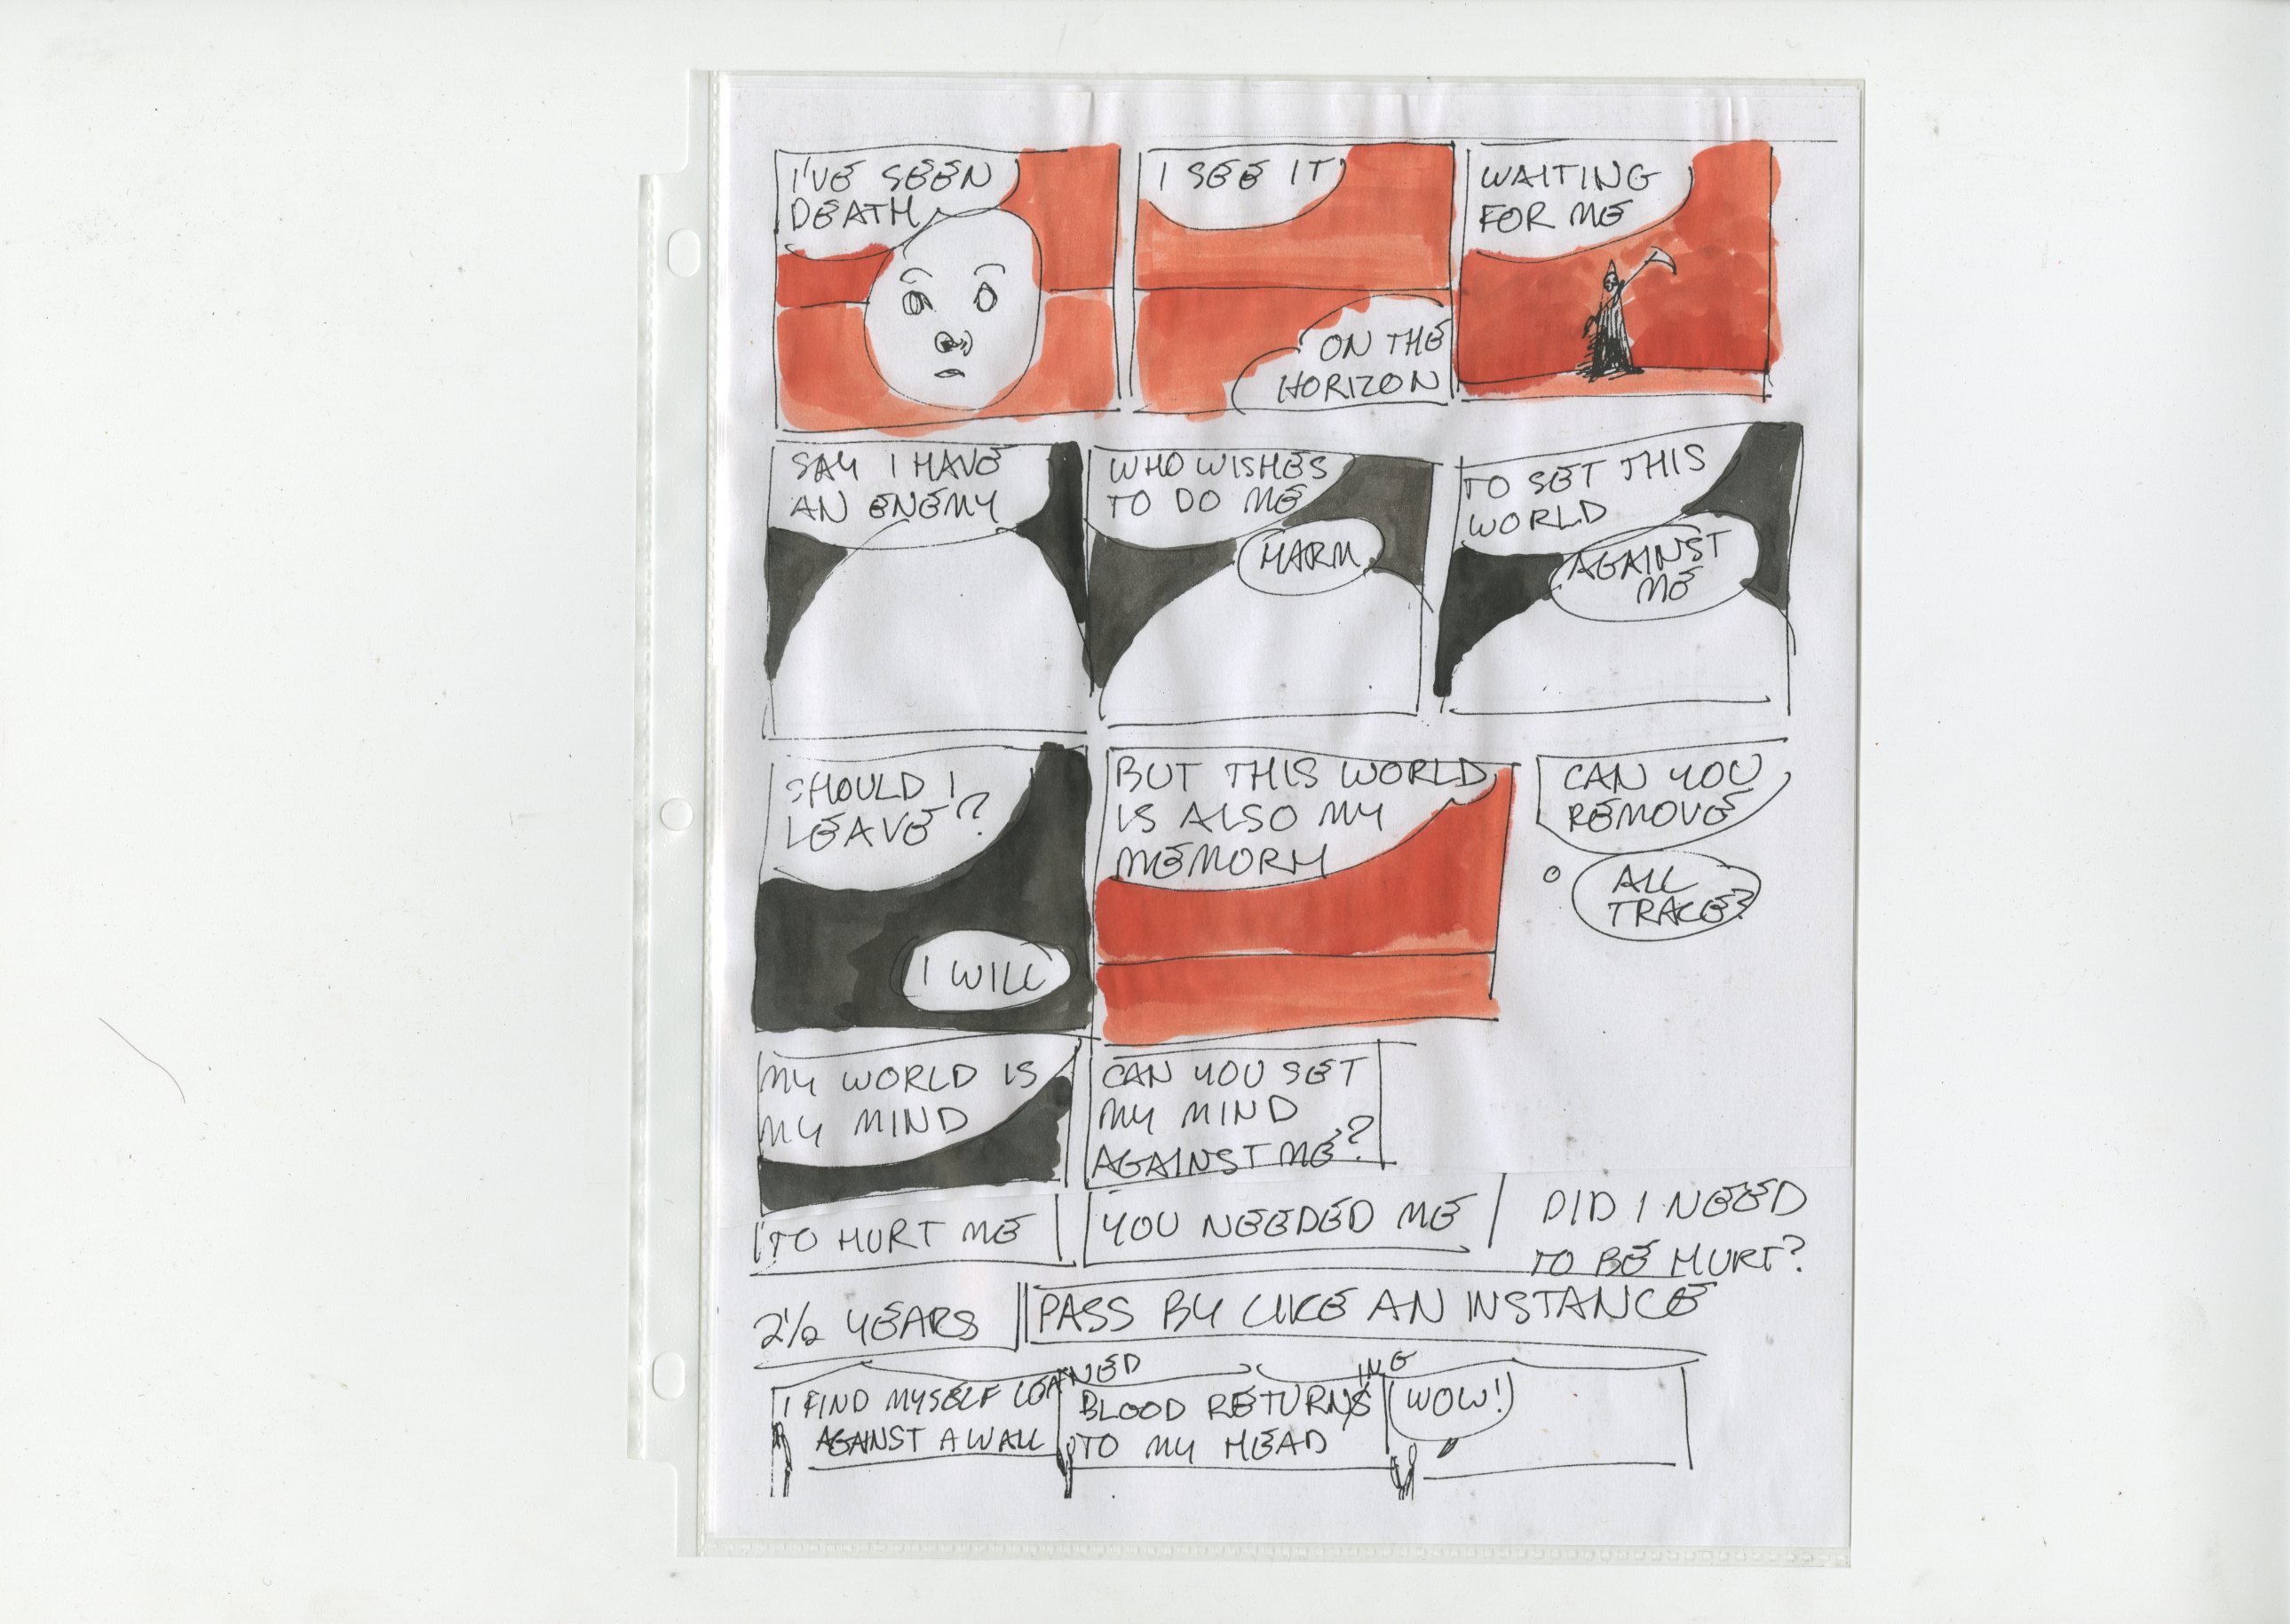 I'VE SEEN
DEATH
I SEE IT
ON THE
HORIZON
WAITING
FOR ME
SAY I HAVE
AN ENEMY
WHO WISHES
TO DO ME
HARM
TO SET THIS
WORLD
AGAINST
ME
SHOULD I
LEAVE?
I WILL
BUT THIS WORLD
IS ALSO MY
MEMORY
CAN YOU
REMOVE
ALL
TRACE?
MY WORLD IS
MY MIND
CAN YOU SET
MY MIND
AGAINST ME?
TO HURT ME
YOU NEEDED ME
DID I NEED
TO BE HURT?
2 1/2 YEARS
PASS BY LIKE AN INSTANCE
I FIND MYSELF LEANED
AGAINST A WALL
BLOOD RETURNING
TO MY HEAD
WOW!